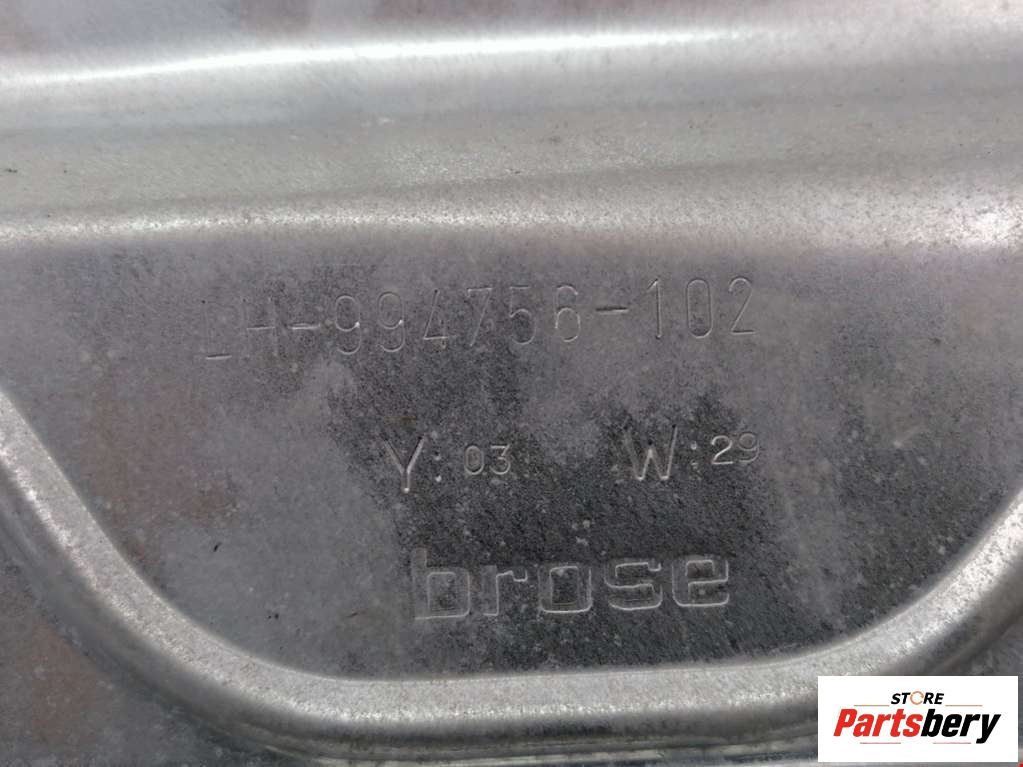 LH-994756-102
Y: 03 W: 29
brose
STORE
Partsbery